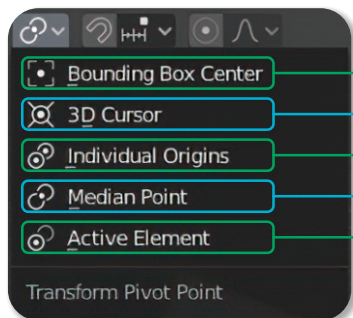 Bounding Box Center
3D Cursor
Individual Origins
Median Point
Active Element
Transform Pivot Point